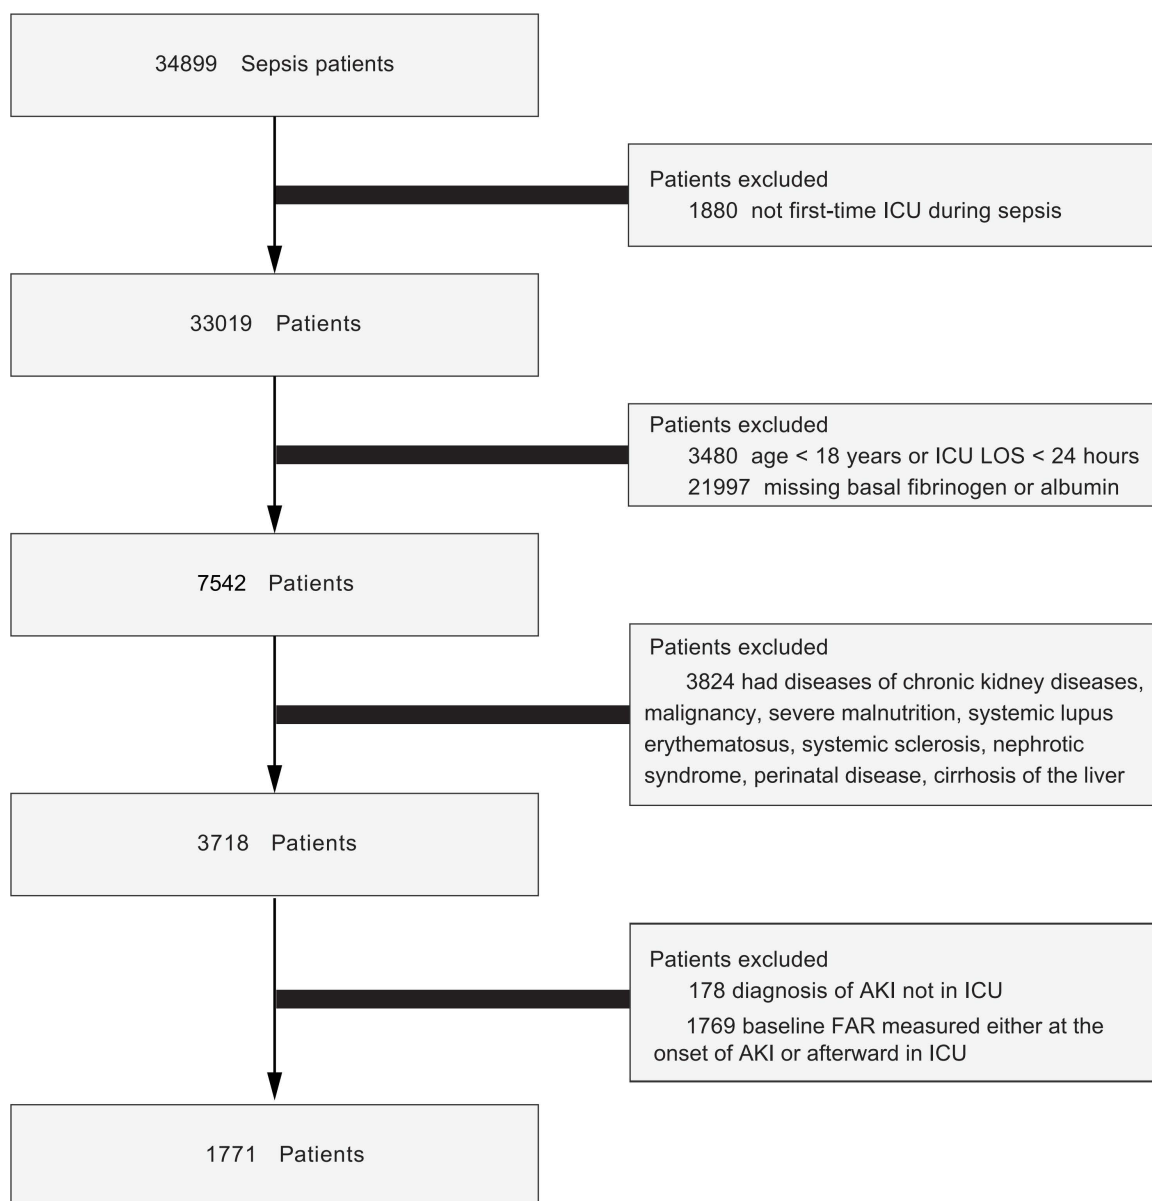 34899 Sepsis patients
Patients excluded
1880 not first-time ICU during sepsis
33019 Patients
Patients excluded
3480 age < 18 years or ICU LOS < 24 hours
21997 missing basal fibrinogen or albumin
7542 Patients
Patients excluded
3824 had diseases of chronic kidney diseases,
malignancy, severe malnutrition, systemic lupus
erythematosus, systemic sclerosis, nephrotic
syndrome, perinatal disease, cirrhosis of the liver
3718 Patients
Patients excluded
178 diagnosis of AKI not in ICU
1769 baseline FAR measured either at the
onset of AKI or afterward in ICU
1771 Patients